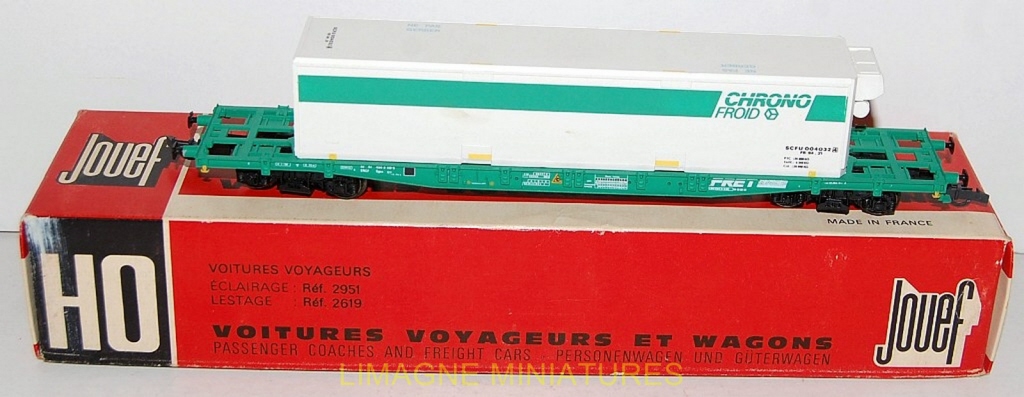 CHRONO
FROID
SCFU 004033
FRET
Jouef
MADE IN FRANCE
HO
VOITURES VOYAGEURS
ÉCLAIRAGE : Réf. 2951
LESTAGE : Réf. 2619
Jouef
VOITURES VOYAGEURS ET WAGONS
PASSENGER COACHES AND FREIGHT CARS - PERSONENWAGEN UND GÜTERWAGEN
LIMAGNE MINIATURES